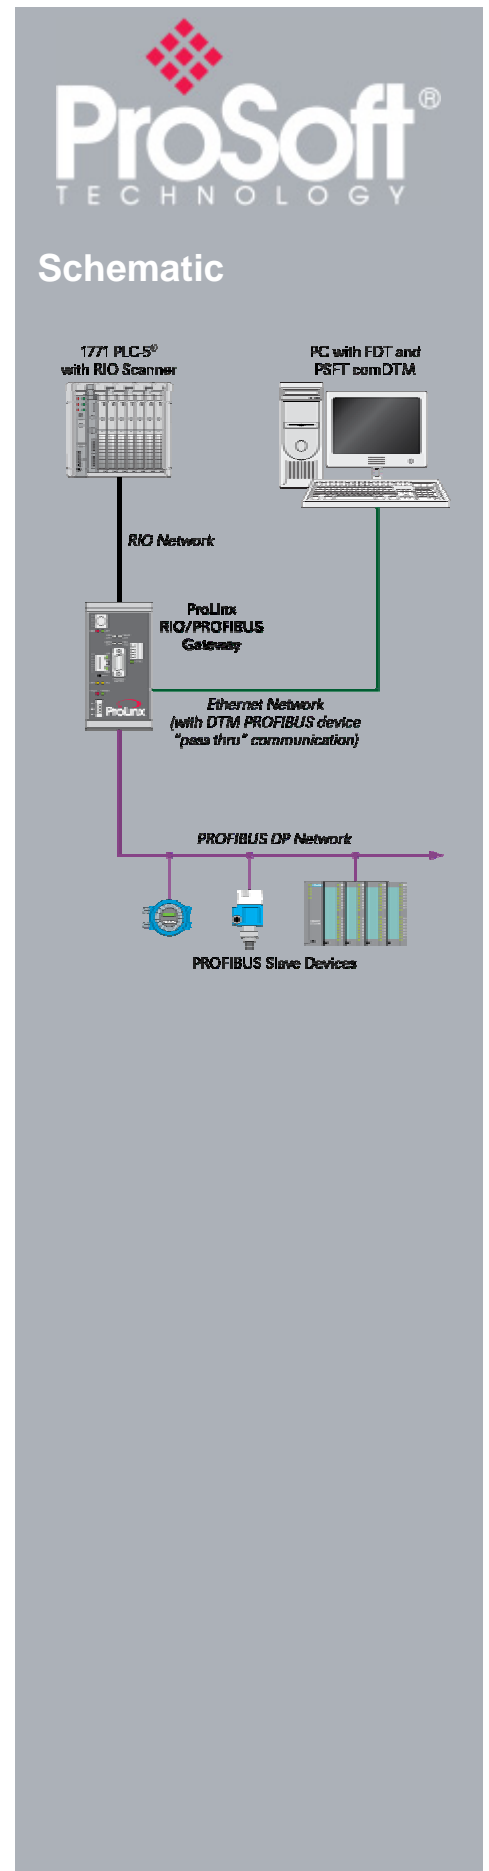 ProSoft®
TECHNOLOGY
Schematic
1771 PLC-5®
with RIO Scanner
PC with FDT and
PSFT comDTM
RIO Network
ProLinx
RIO/PROFIBUS
Gateway
ProLinx
Ethernet Network
(with DTM PROFIBUS device
"pass thru" communication)
PROFIBUS DP Network
PROFIBUS Slave Devices